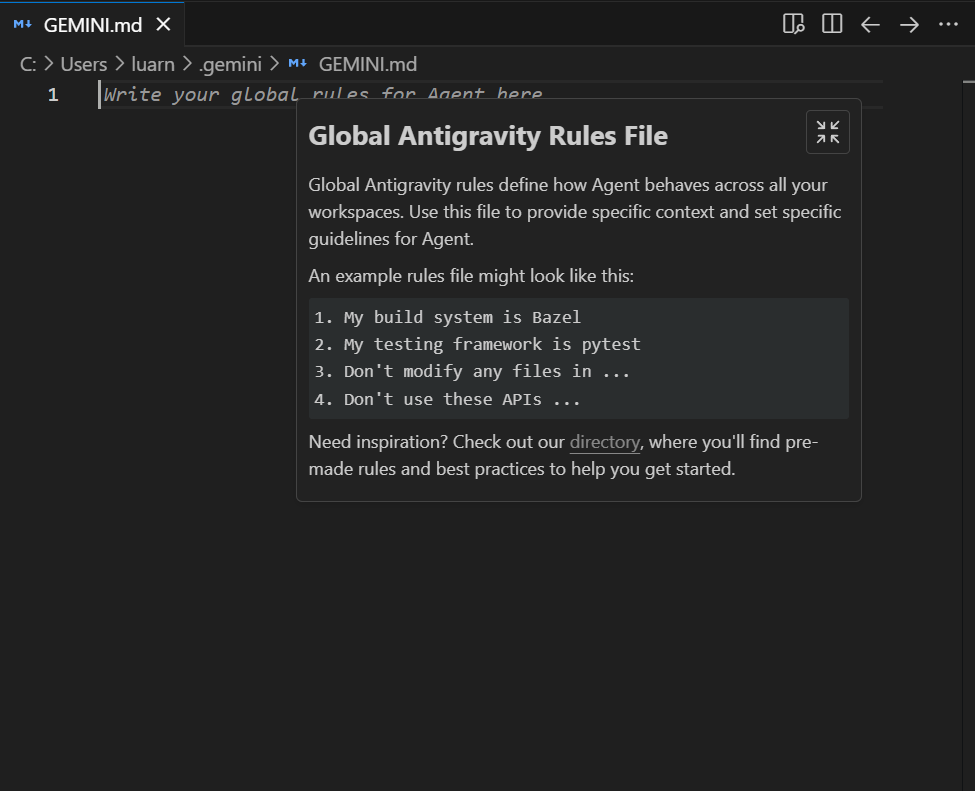 GEMINI.md
C: > Users > luarn > .gemini > GEMINI.md
1 Write your global rules for Agent here
Global Antigravity Rules File
Global Antigravity rules define how Agent behaves across all your
workspaces. Use this file to provide specific context and set specific
guidelines for Agent.
An example rules file might look like this:
1. My build system is Bazel
2. My testing framework is pytest
3. Don't modify any files in ...
4. Don't use these APIs ...
Need inspiration? Check out our directory, where you'll find pre-
made rules and best practices to help you get started.